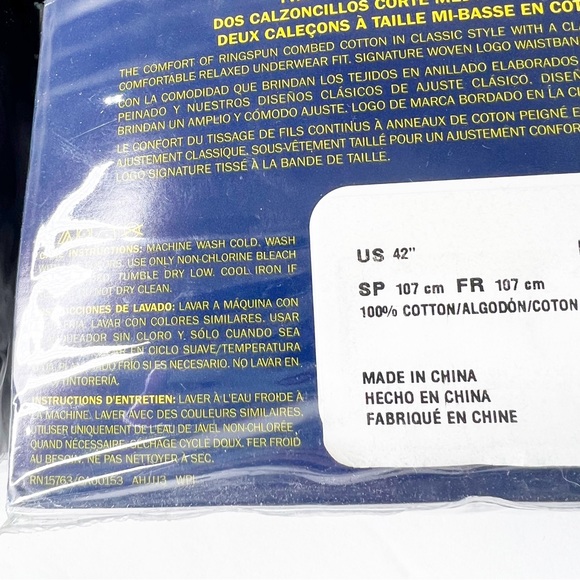 DOS CALZONCILLOS CORTE
DEUX CALEÇONS À TAILLE MI-BASSE EN
THE COMFORT OF RINGSPUN COMBED COTTON IN CLASSIC STYLE WITH A
COMFORTABLE RELAXED UNDERWEAR FIT. SIGNATURE WOVEN LOGO
CON LA COMODIDAD QUE BRINDAN LOS TEJIDOS EN ANILLADO ELABORADOS
PEINADO Y NUESTROS DISEÑOS CLÁSICOS DE AJUSTE CLÁSICO.
BRINDAN UN AMPLIO Y CÓMODO AJUSTE. LOGO DE MARCA BORDADO EN LA
LE CONFORT DU TISSAGE DE FILS CONTINUS À ANNEAUX DE COTON PEIGNÉ
AJUSTEMENT CLASSIQUE. SOUS-VÊTEMENT TAILLÉ POUR UN AJUSTEMENT
LOGO SIGNATURE TISSÉ À LA BANDE DE TAILLE.
INSTRUCTIONS: MACHINE WASH COLD. WASH
USE ONLY NON-CHLORINE BLEACH
TUMBLE DRY LOW. COOL IRON IF
NOT DRY CLEAN.
DE LAVADO: LAVAR A MÁQUINA CON
LAVAR CON COLORES SIMILARES. USAR
SIN CLORO Y SÓLO CUANDO SEA
EN CICLO SUAVE/TEMPERATURA
FRÍO SI ES NECESARIO. NO LAVAR EN
TINTORERÍA.
INSTRUCTIONS D'ENTRETIEN: LAVER À L'EAU FROIDE À
LA MACHINE. LAVER AVEC DES COULEURS SIMILAIRES.
UTILISER UNIQUEMENT DE L'EAU DE JAVEL NON-CHLORÉE
QUAND NÉCESSAIRE. SÉCHAGE CYCLE DOUX. FER FROID
AU BESOIN. NE PAS NETTOYER À SEC.
RN15763/CA00153 AHJU3 WPL
US 42"
SP 107 cm FR 107 cm
100% COTTON/ALGODÓN/COTON
MADE IN CHINA
HECHO EN CHINA
FABRIQUÉ EN CHINE